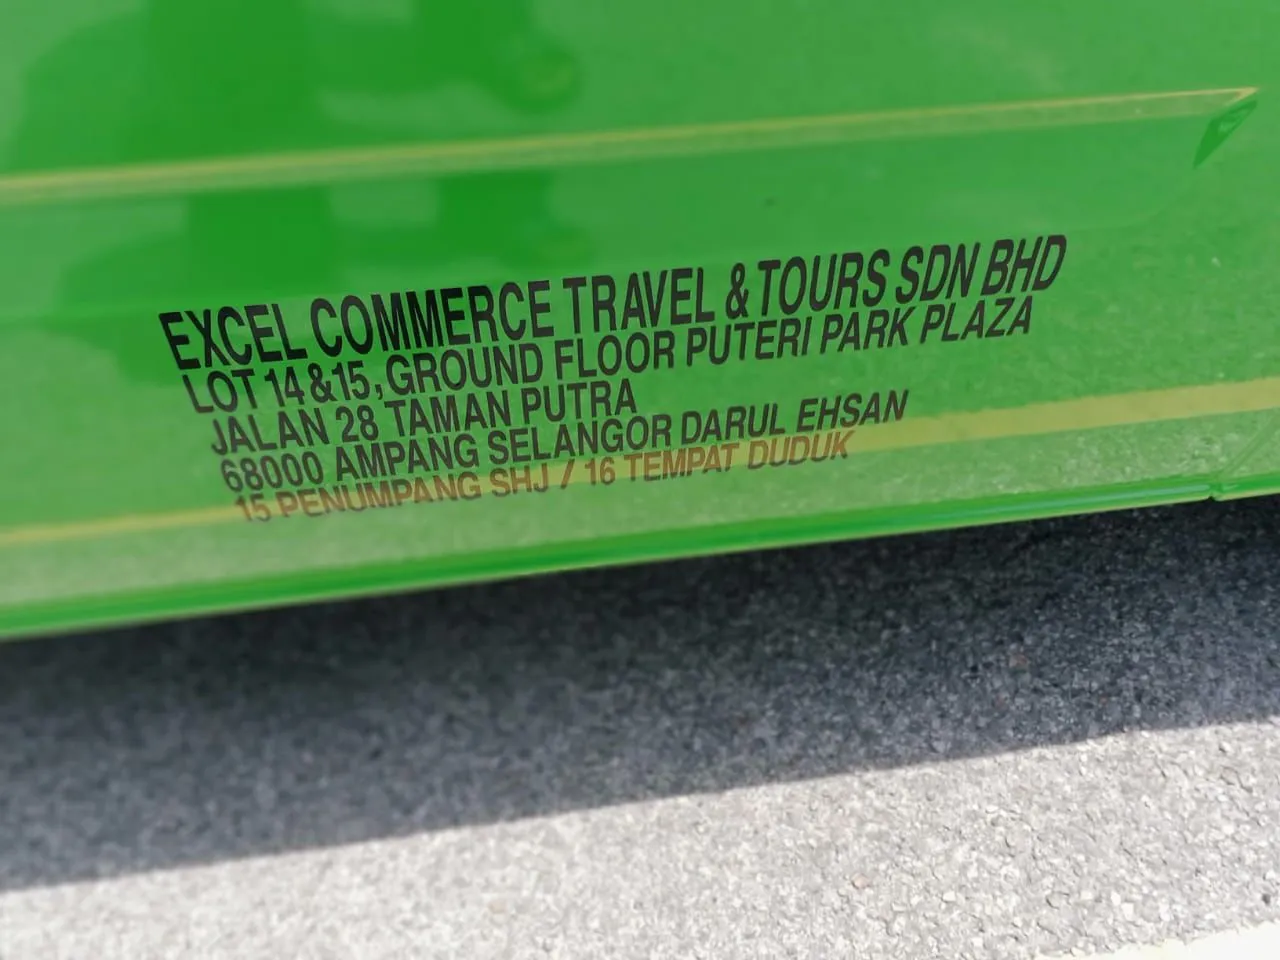 EXCEL COMMERCE TRAVEL & TOURS SDN BHD
LOT 14 & 15, GROUND FLOOR PUTERI PARK PLAZA
JALAN 28 TAMAN PUTRA
68000 AMPANG SELANGOR DARUL EHSAN
15 PENUMPANG SHJ / 16 TEMPAT DUDUK